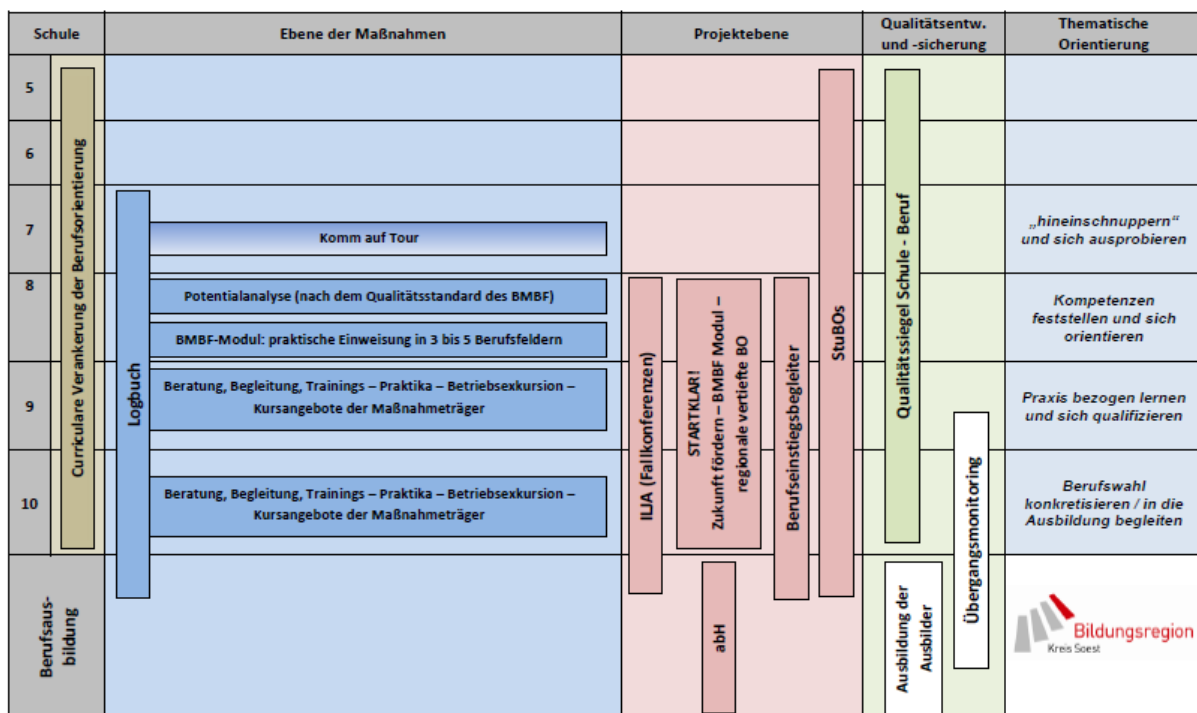 Schule
Ebene der Maßnahmen
Projektebene
Qualitätsentw.
und -sicherung
Thematische
Orientierung
5
6
7
8
9
10
Berufsaus-
bildung
Curriculare Verankerung der Berufsorientierung
Logbuch
Komm auf Tour
Potentialanalyse (nach dem Qualitätsstandard des BMBF)
BMBF-Modul: praktische Einweisung in 3 bis 5 Berufsfeldern
Beratung, Begleitung, Trainings – Praktika – Betriebsexkursion –
Kursangebote der Maßnahmeträger
Beratung, Begleitung, Trainings – Praktika – Betriebsexkursion –
Kursangebote der Maßnahmeträger
ILJA (Fallkonferenzen)
STARTKLAR!
Zukunft fördern – BMBF Modul –
regionale vertiefte BO
Berufseinstiegsbegleiter
StuBOs
abH
Qualitätssiegel Schule - Beruf
Übergangsmonitoring
Ausbildung der
Ausbilder
„hineinschnuppern“
und sich ausprobieren
Kompetenzen
feststellen und sich
orientieren
Praxis bezogen lernen
und sich qualifizieren
Berufswahl
konkretisieren / in die
Ausbildung begleiten
Bildungsregion
Kreis Soest